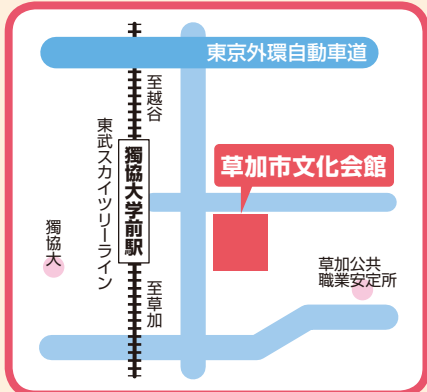 東京外環自動車道
至越谷
東武スカイツリーライン
獨協大学前駅
草加市文化会館
獨協大
至草加
草加公共
職業安定所